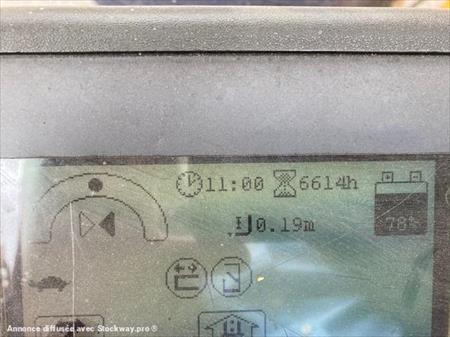 11:00 6614h
78%
0.19m
Annonce diffusée avec Stockway.pro ®